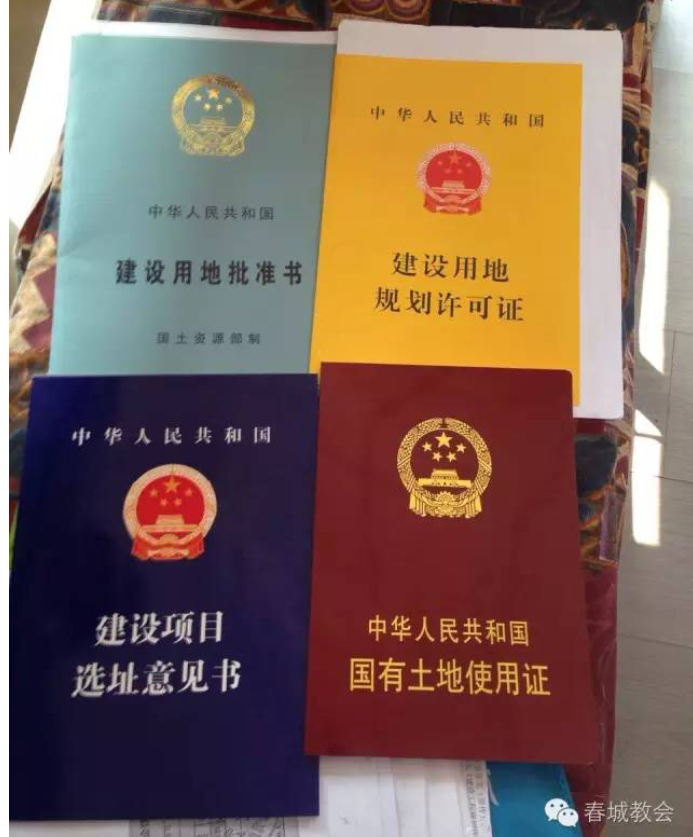 中华人民共和国
建设用地批准书
国土资源部制
中华人民共和国
建设用地
规划许可证
中华人民共和国
建设项目
选址意见书
中华人民共和国
国有土地使用证
春城教会